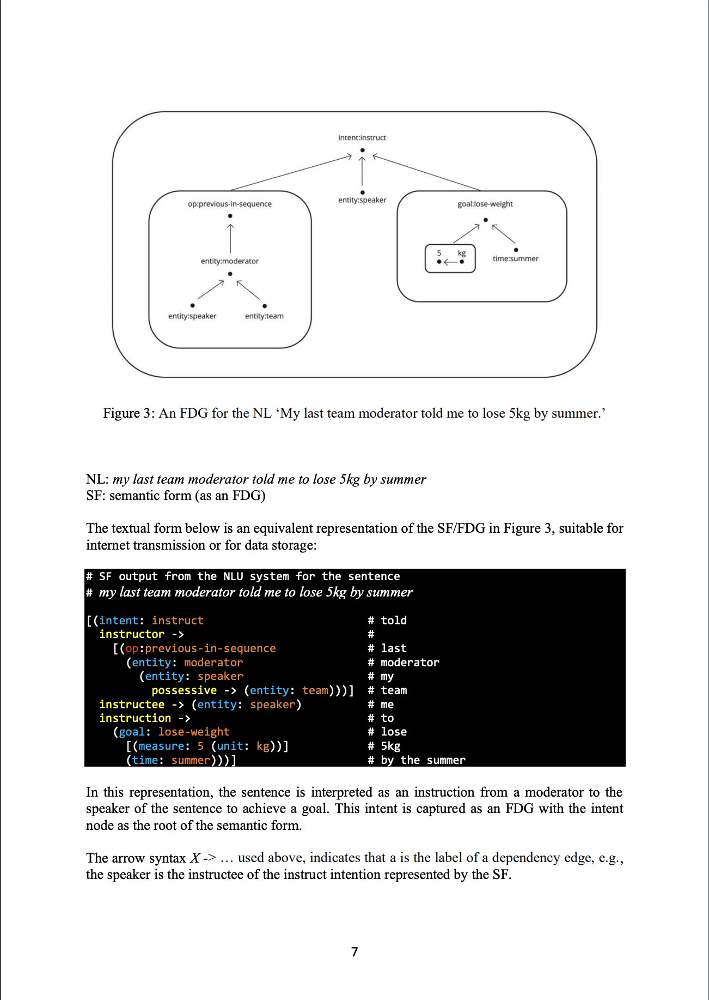 intent:instruct
op:previous-in-sequence
entity:speaker
goal:lose-weight
5 kg
time:summer
entity:moderator
entity:speaker entity:team
Figure 3: An FDG for the NL ‘My last team moderator told me to lose 5kg by summer.’
NL: my last team moderator told me to lose 5kg by summer
SF: semantic form (as an FDG)
The textual form below is an equivalent representation of the SF/FDG in Figure 3, suitable for
internet transmission or for data storage:
# SF output from the NLU system for the sentence
# my last team moderator told me to lose 5kg by summer
[(intent: instruct # told
instructor -> #
[(op:previous-in-sequence # last
(entity: moderator # moderator
(entity: speaker # my
possessive -> (entity: team)))] # team
instructee -> (entity: speaker) # me
instruction -> # to
(goal: lose-weight # lose
[(measure: 5 (unit: kg))] # 5kg
(time: summer)))] # by the summer
In this representation, the sentence is interpreted as an instruction from a moderator to the
speaker of the sentence to achieve a goal. This intent is captured as an FDG with the intent
node as the root of the semantic form.
The arrow syntax X -> … used above, indicates that a is the label of a dependency edge, e.g.,
the speaker is the instructee of the instruct intention represented by the SF.
7